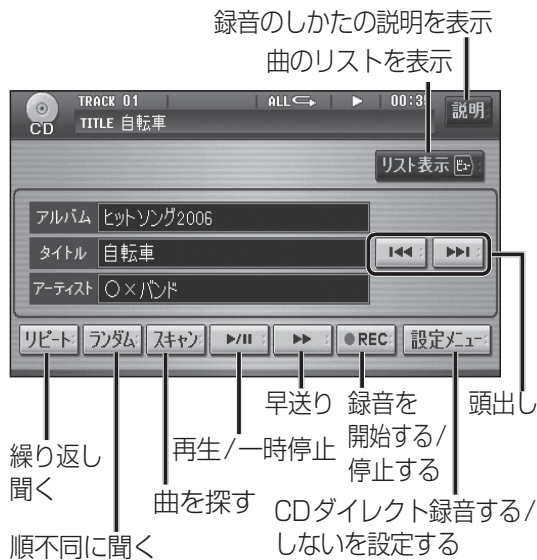 録音のしかたの説明を表示
曲のリストを表示
TRACK 01 ALL 00:3
CD TITLE 自転車
説明
リスト表示 ビュー
アルバム ヒットソング2006
タイトル 自転車
アーティスト ○×バンド
リピート ランダム スキャン ►/II ►► ●REC 設定メニュー
早送り 録音を 頭出し
再生/一時停止 開始する/
繰り返し 停止する
聞く
曲を探す CDダイレクト録音する/
順不同に聞く しないを設定する